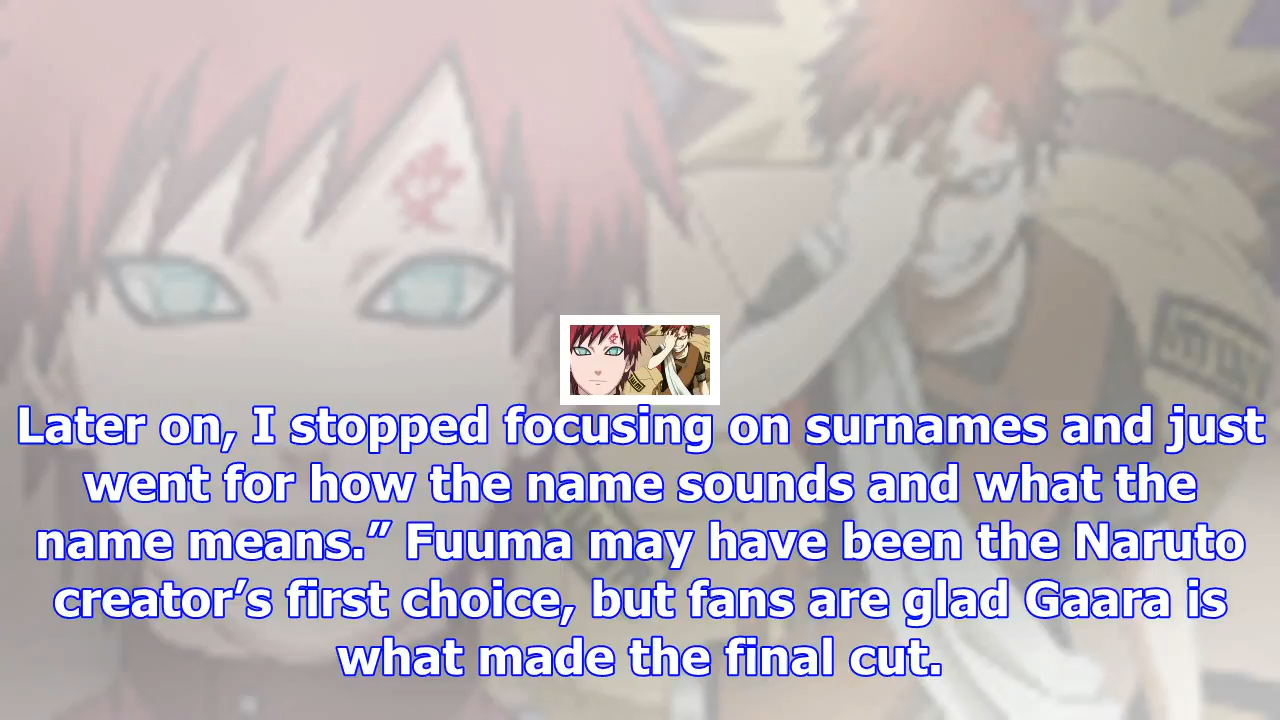 愛
Later on, I stopped focusing on surnames and just
went for how the name sounds and what the
name means.” Fuuma may have been the Naruto
creator’s first choice, but fans are glad Gaara is
what made the final cut.